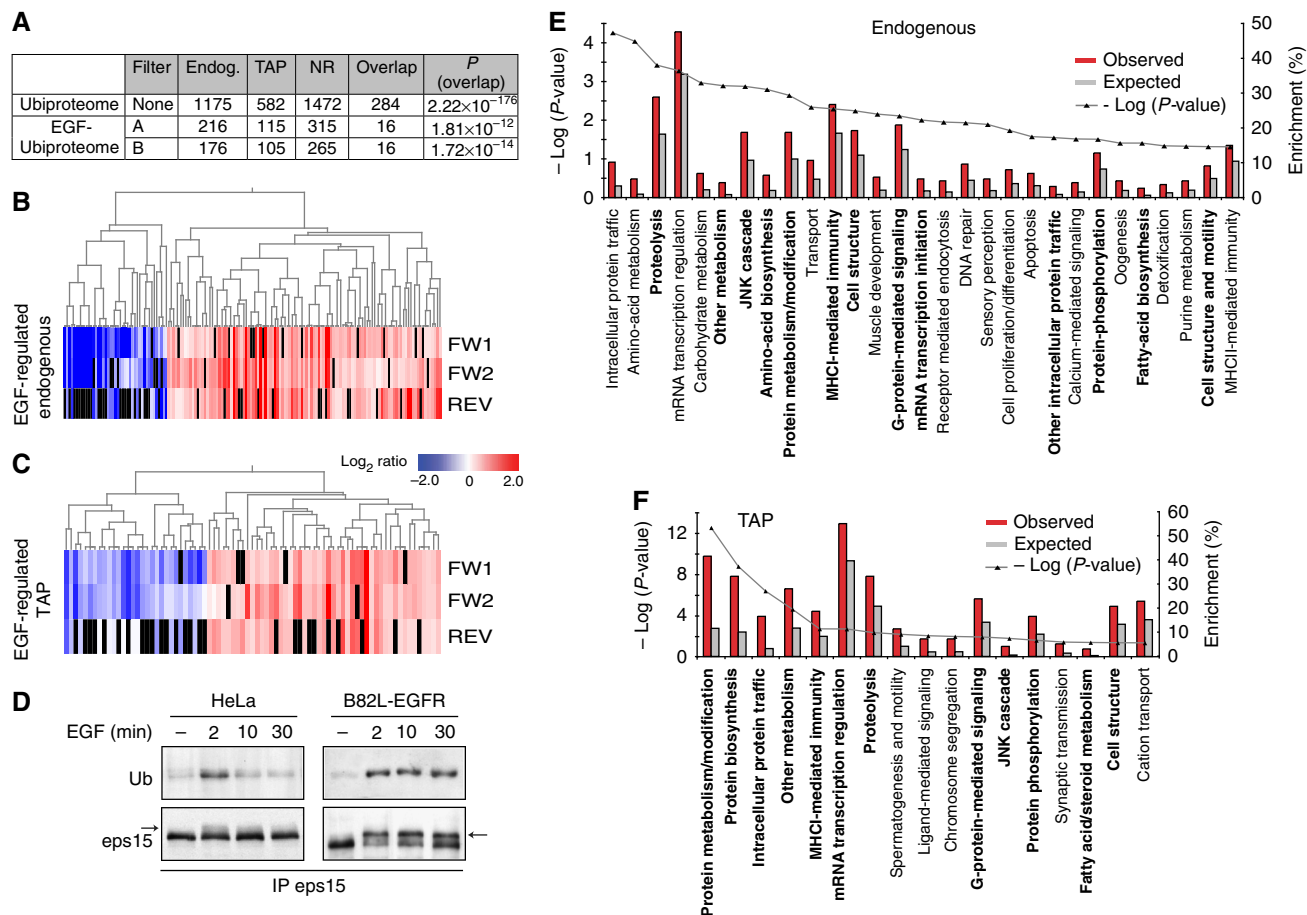 A
Filter Endog. TAP NR Overlap P (overlap)
Ubiproteome None 1175 582 1472 284 2.22×10−176
EGF-Ubiproteome A 216 115 315 16 1.81×10−12
B 176 105 265 16 1.72×10−14
B
EGF-regulated endogenous
FW1
FW2
REV
C
Log2 ratio
−2.0 0 2.0
EGF-regulated TAP
FW1
FW2
REV
D
HeLa B82L-EGFR
EGF (min) – 2 10 30 – 2 10 30
Ub
→
eps15 ←
IP eps15
E
Endogenous
Observed
Expected
- Log (P-value)
– Log (P-value)
4
3
2
1
0
Enrichment (%)
50
40
30
20
10
0
Intracellular protein traffic
Amino-acid metabolism
Proteolysis
mRNA transcription regulation
Carbohydrate metabolism
Other metabolism
JNK cascade
Amino-acid biosynthesis
Protein metabolism/modification
Transport
MHCI-mediated immunity
Cell structure
Muscle development
G-protein-mediated signaling
mRNA transcription initiation
Receptor mediated endocytosis
DNA repair
Sensory perception
Cell proliferation/differentiation
Apoptosis
Other intracellular protein traffic
Calcium-mediated signaling
Protein-phosphorylation
Oogenesis
Fatty-acid biosynthesis
Detoxification
Purine metabolism
Cell structure and motility
MHCII-mediated immunity
F
TAP
Observed
Expected
– Log (P-value)
– Log (P-value)
12
8
4
0
Enrichment (%)
60
50
40
30
20
10
0
Protein metabolism/modification
Protein biosynthesis
Intracellular protein traffic
Other metabolism
MHCI-mediated immunity
mRNA transcription regulation
Proteolysis
Spermatogenesis and motility
Ligand-mediated signaling
Chromosome segregation
G-protein-mediated signaling
JNK cascade
Protein phosphorylation
Synaptic transmission
Fatty acid/steroid metabolism
Cell structure
Cation transport